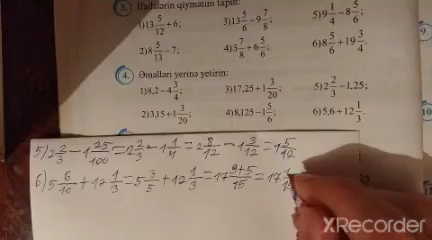 3. İfadələrin qiymətini tapın:
1) 13 5/12 + 6;
3) 13 5/6 - 9 7/8;
5) 9 1/4 - 8 5/6;
2) 8 5/13 - 7;
4) 3 7/8 + 6 5/6;
6) 8 5/6 + 19 3/4.
4. Əməlləri yerinə yetirin:
1) 8,2 - 4 3/4;
3) 17,25 + 1 3/20;
5) 2 2/3 - 1,25;
2) 3,15 + 1 3/20;
4) 8,125 - 1 5/6;
6) 5,6 + 12 1/3.
5) 2 2/3 - 1 25/100 = 2 2/3 - 1 1/4 = 2 8/12 - 1 3/12 = 1 5/12
6) 5 6/10 + 12 1/3 = 5 3/5 + 12 1/3 = 17 9+5/15 = 17
9.
10
XRECORDER